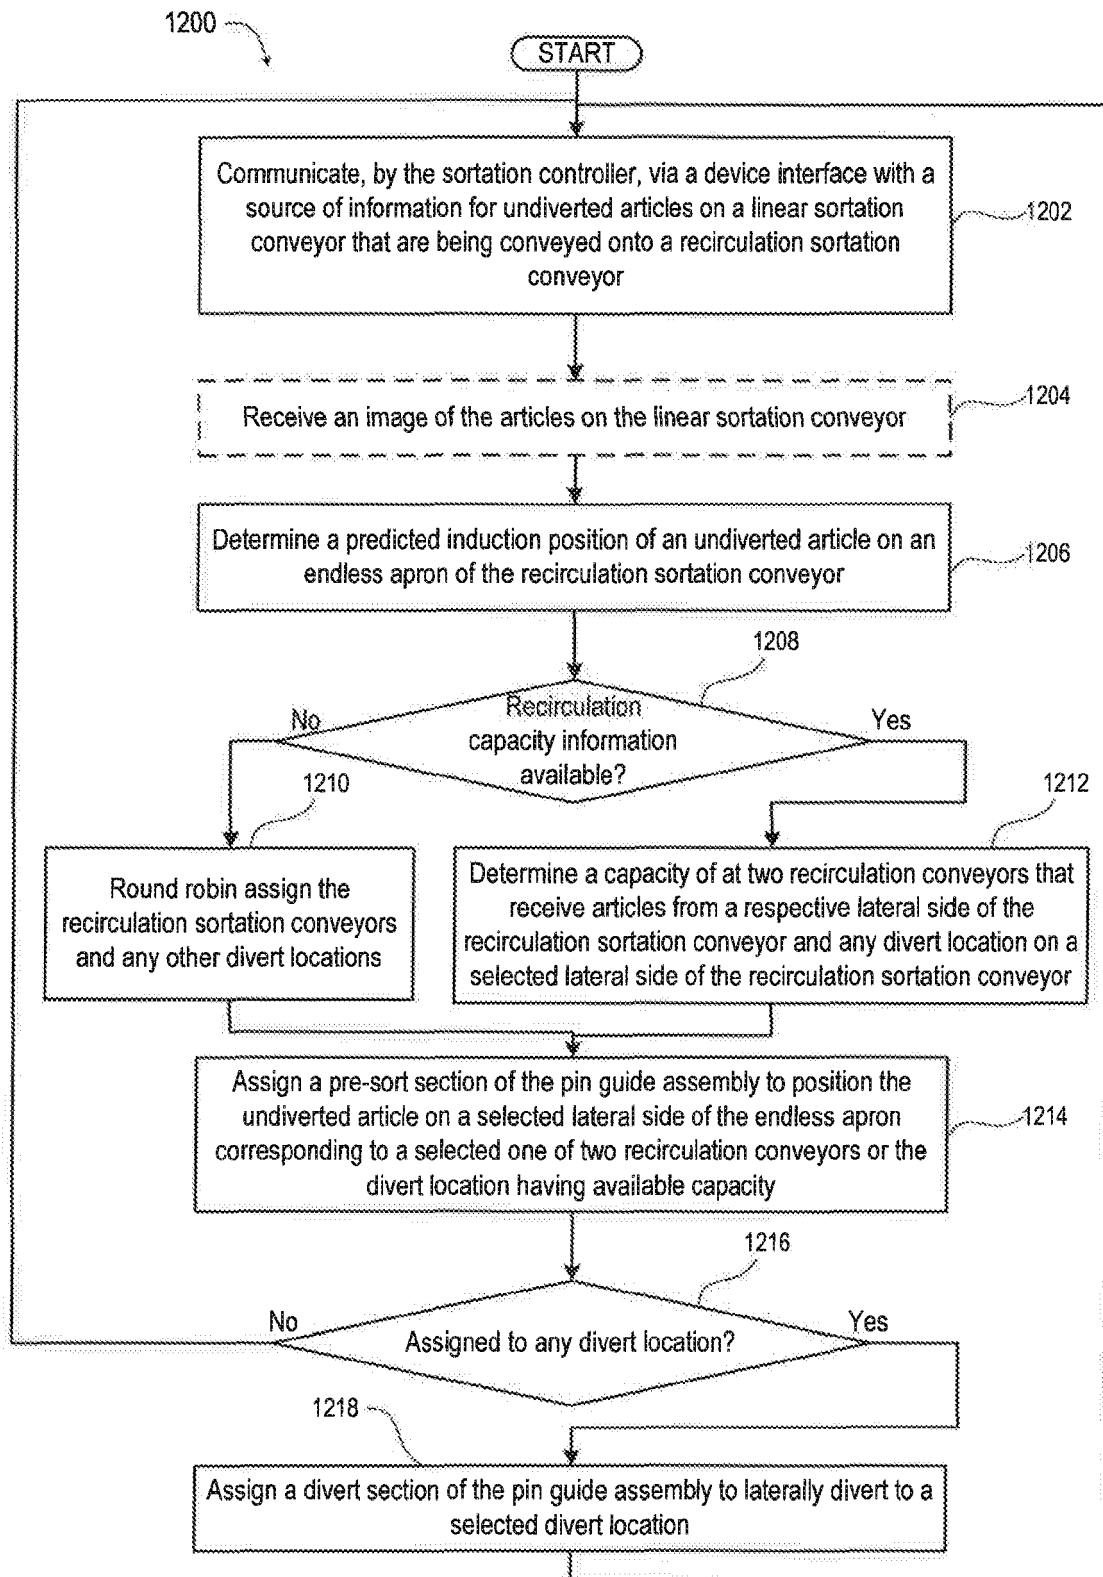 1200
START
Communicate, by the sortation controller, via a device interface with a
source of information for undiverted articles on a linear sortation
conveyor that are being conveyed onto a recirculation sortation
conveyor
1202
Receive an image of the articles on the linear sortation conveyor
1204
Determine a predicted induction position of an undiverted article on an
endless apron of the recirculation sortation conveyor
1206
1208
Recirculation
capacity information
available?
No
Yes
1210
Round robin assign the
recirculation sortation conveyors
and any other divert locations
1212
Determine a capacity of at two recirculation conveyors that
receive articles from a respective lateral side of the
recirculation sortation conveyor and any divert location on a
selected lateral side of the recirculation sortation conveyor
Assign a pre-sort section of the pin guide assembly to position the
undiverted article on a selected lateral side of the endless apron
corresponding to a selected one of two recirculation conveyors or the
divert location having available capacity
1214
1216
No
Assigned to any divert location?
Yes
1218
Assign a divert section of the pin guide assembly to laterally divert to a
selected divert location